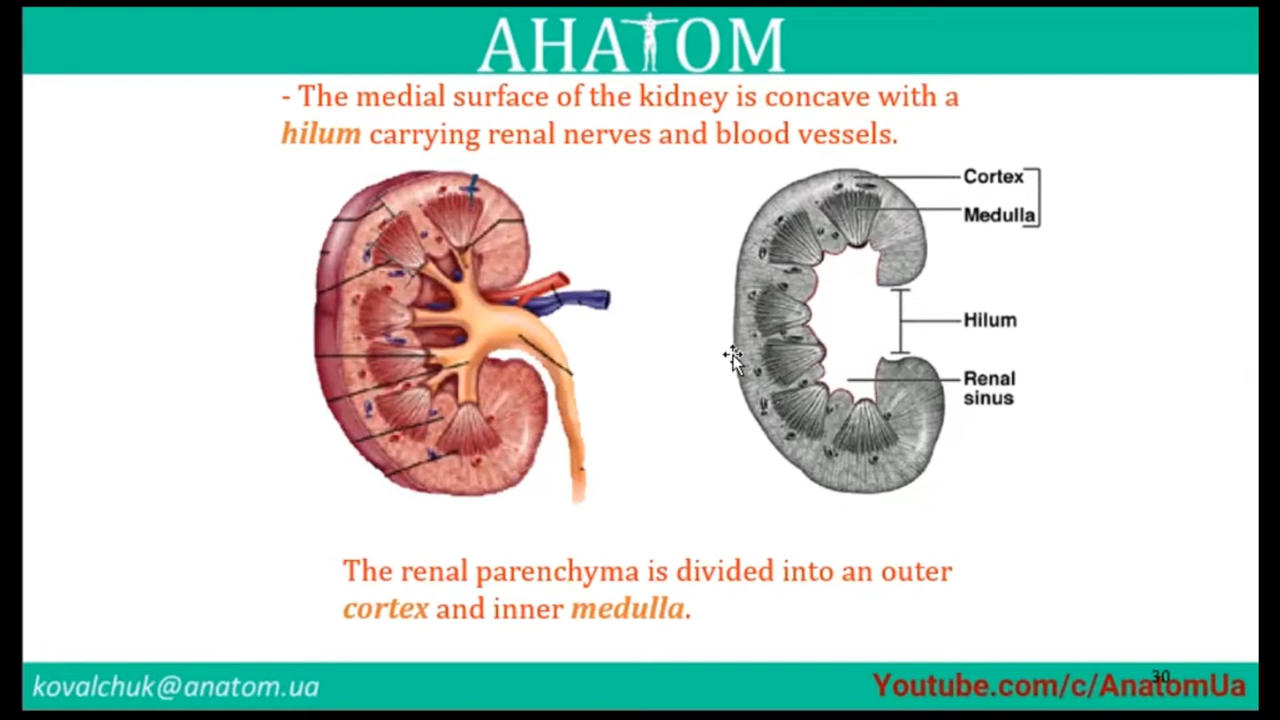 AHATOM
- The medial surface of the kidney is concave with a
hilum carrying renal nerves and blood vessels.
Cortex
Medulla
Hilum
Renal
sinus
The renal parenchyma is divided into an outer
cortex and inner medulla.
kovalchuk@anatom.ua
30
Youtube.com/c/AnatomUa